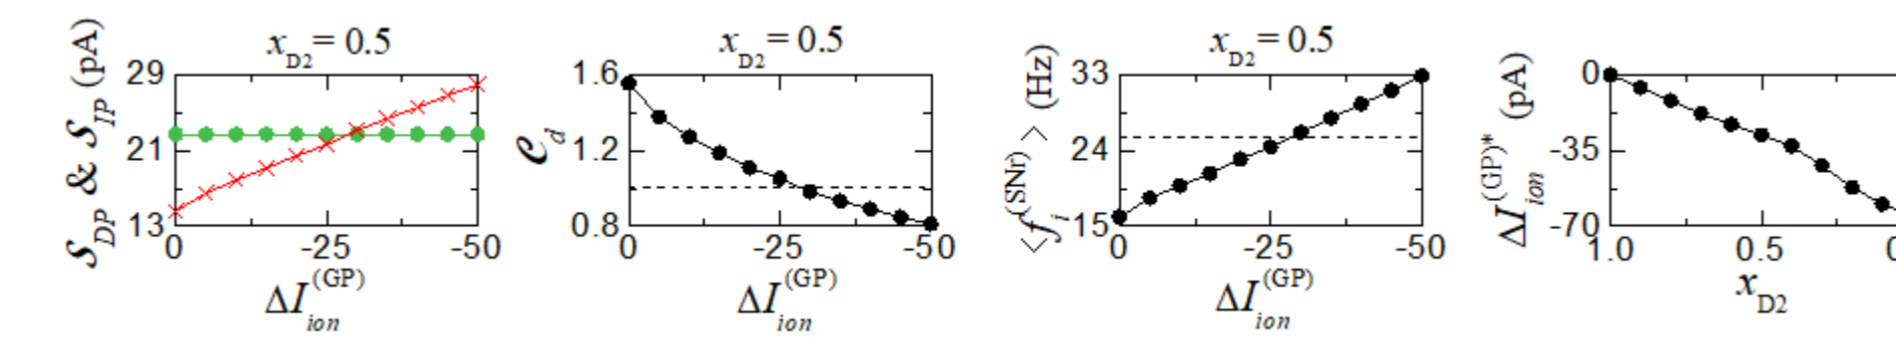 x_D2 = 0.5
S_DP & S_IP (pA)
29
21
13
0
-25
-50
ΔI_ion^(GP)
x_D2 = 0.5
C_d
1.6
1.2
0.8
0
-25
-50
ΔI_ion^(GP)
x_D2 = 0.5
<f_i^(SNr)> (Hz)
33
24
15
0
-25
-50
ΔI_ion^(GP)
ΔI_ion^(GP)* (pA)
0
-35
-70
1.0
0.5
x_D2